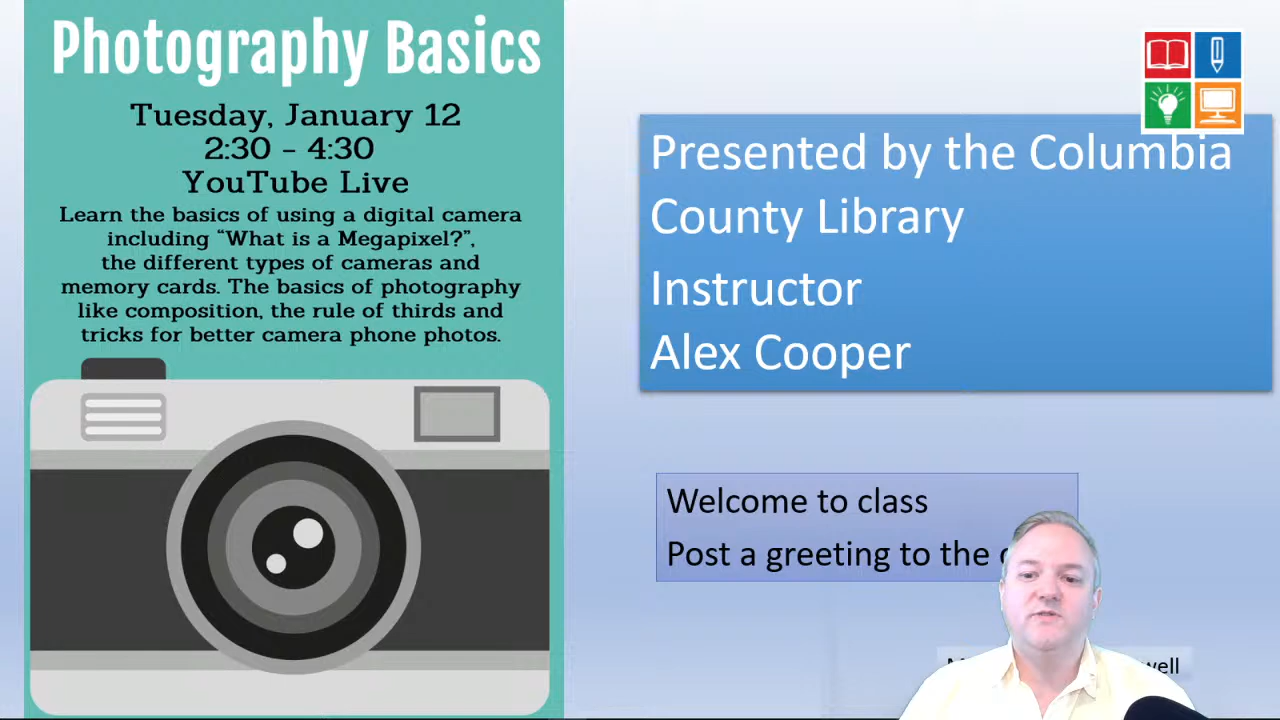 Photography Basics
Tuesday, January 12
2:30 - 4:30
YouTube Live
Learn the basics of using a digital camera
including “What is a Megapixel?”,
the different types of cameras and
memory cards. The basics of photography
like composition, the rule of thirds and
tricks for better camera phone photos.
Presented by the Columbia
County Library
Instructor
Alex Cooper
Welcome to class
Post a greeting to the